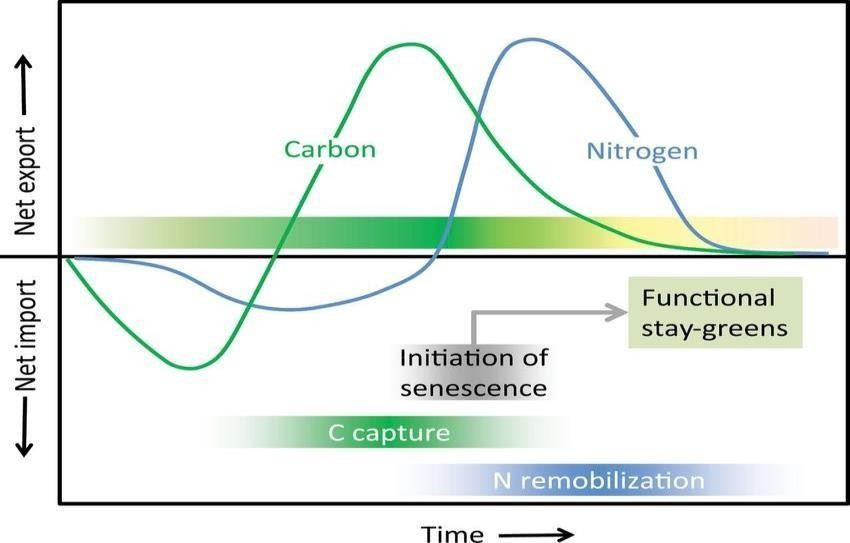 Net export
Net import
Carbon
Nitrogen
Functional
stay-greens
Initiation of
senescence
C capture
N remobilization
Time